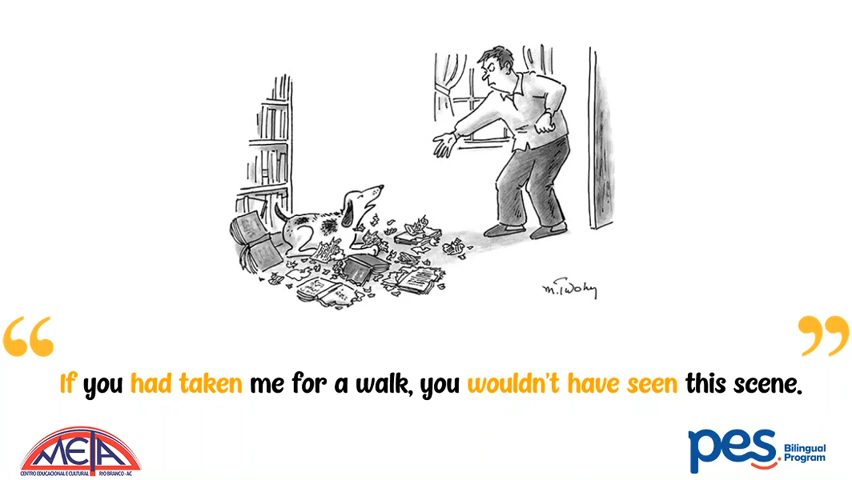 M. Twohy
“
”
If you had taken me for a walk, you wouldn't have seen this scene.
META
CENTRO EDUCACIONAL E CULTURAL RIO BRANCO - AC
pes.
Bilingual
Program